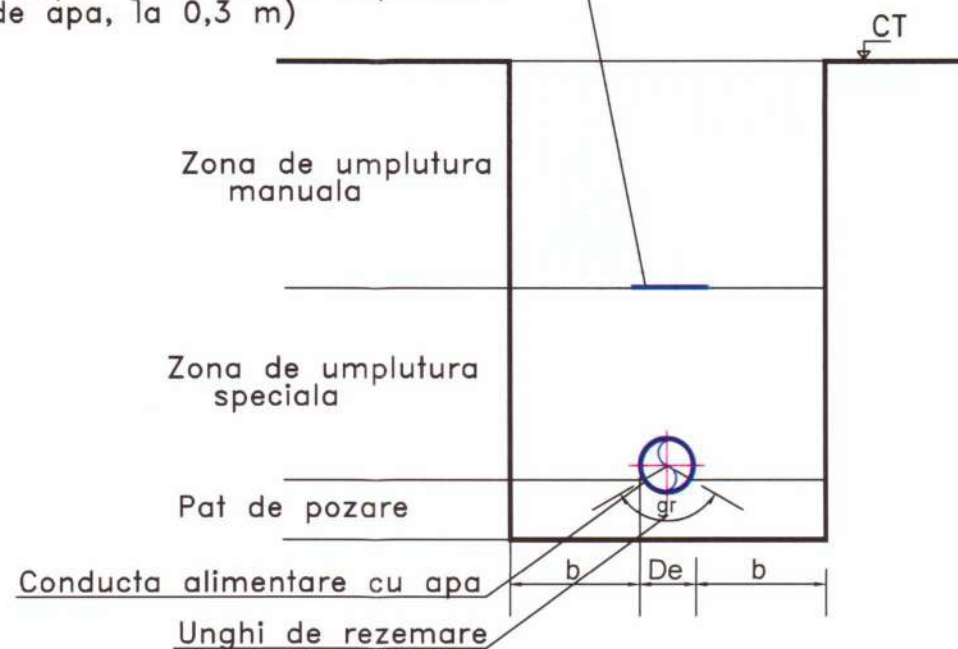 de apa, la 0,3 m)
CT
Zona de umplutura
manuala
Zona de umplutura
speciala
Pat de pozare
gr
b
De
b
Conducta alimentare cu apa
Unghi de rezemare